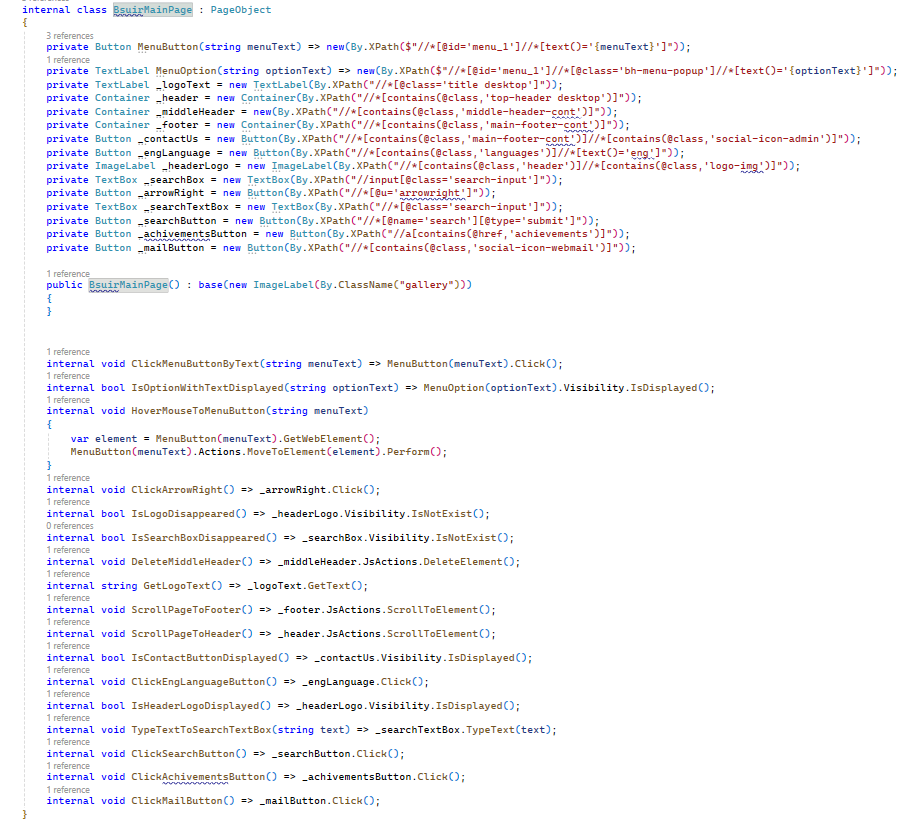 internal class BsuirMainPage : PageObject
{
3 references
private Button MenuButton(string menuText) => new(By.XPath($"//*[@id='menu_1']//*[text()='{menuText}']"));
1 reference
private TextLabel MenuOption(string optionText) => new(By.XPath($"//*[@id='menu_1']//*[@class='bh-menu-popup']//*[text()='{optionText}']"));
private TextLabel _logoText = new TextLabel(By.XPath("//*[@class='title desktop']"));
private Container _header = new Container(By.XPath("//*[contains(@class,'top-header desktop')]"));
private Container _middleHeader = new(By.XPath("//*[contains(@class,'middle-header-cont')]"));
private Container _footer = new Container(By.XPath("//*[contains(@class,'main-footer-cont')]"));
private Button _contactUs = new Button(By.XPath("//*[contains(@class,'main-footer-cont')]//*[contains(@class,'social-icon-admin')]"));
private Button _engLanguage = new Button(By.XPath("//*[contains(@class,'languages')]//*[text()='eng']"));
private ImageLabel _headerLogo = new ImageLabel(By.XPath("//*[contains(@class,'header')]//*[contains(@class,'logo-img')]"));
private TextBox _searchBox = new TextBox(By.XPath("//input[@class='search-input']"));
private Button _arrowRight = new Button(By.XPath("//*[@u='arrowright']"));
private TextBox _searchTextBox = new TextBox(By.XPath("//*[@class='search-input']"));
private Button _searchButton = new Button(By.XPath("//*[@name='search'][@type='submit']"));
private Button _achivementsButton = new Button(By.XPath("//a[contains(@href,'achievements')]"));
private Button _mailButton = new Button(By.XPath("//*[contains(@class,'social-icon-webmail')]"));
1 reference
public BsuirMainPage() : base(new ImageLabel(By.ClassName("gallery")))
{
}
1 reference
internal void ClickMenuButtonByText(string menuText) => MenuButton(menuText).Click();
1 reference
internal bool IsOptionWithTextDisplayed(string optionText) => MenuOption(optionText).Visibility.IsDisplayed();
1 reference
internal void HoverMouseToMenuButton(string menuText)
{
var element = MenuButton(menuText).GetWebElement();
MenuButton(menuText).Actions.MoveToElement(element).Perform();
}
1 reference
internal void ClickArrowRight() => _arrowRight.Click();
1 reference
internal bool IsLogoDisappeared() => _headerLogo.Visibility.IsNotExist();
0 references
internal bool IsSearchBoxDisappeared() => _searchBox.Visibility.IsNotExist();
1 reference
internal void DeleteMiddleHeader() => _middleHeader.JsActions.DeleteElement();
1 reference
internal string GetLogoText() => _logoText.GetText();
1 reference
internal void ScrollPageToFooter() => _footer.JsActions.ScrollToElement();
1 reference
internal void ScrollPageToHeader() => _header.JsActions.ScrollToElement();
1 reference
internal bool IsContactButtonDisplayed() => _contactUs.Visibility.IsDisplayed();
1 reference
internal void ClickEngLanguageButton() => _engLanguage.Click();
1 reference
internal bool IsHeaderLogoDisplayed() => _headerLogo.Visibility.IsDisplayed();
1 reference
internal void TypeTextToSearchTextBox(string text) => _searchTextBox.TypeText(text);
1 reference
internal void ClickSearchButton() => _searchButton.Click();
1 reference
internal void ClickAchivementsButton() => _achivementsButton.Click();
1 reference
internal void ClickMailButton() => _mailButton.Click();
}